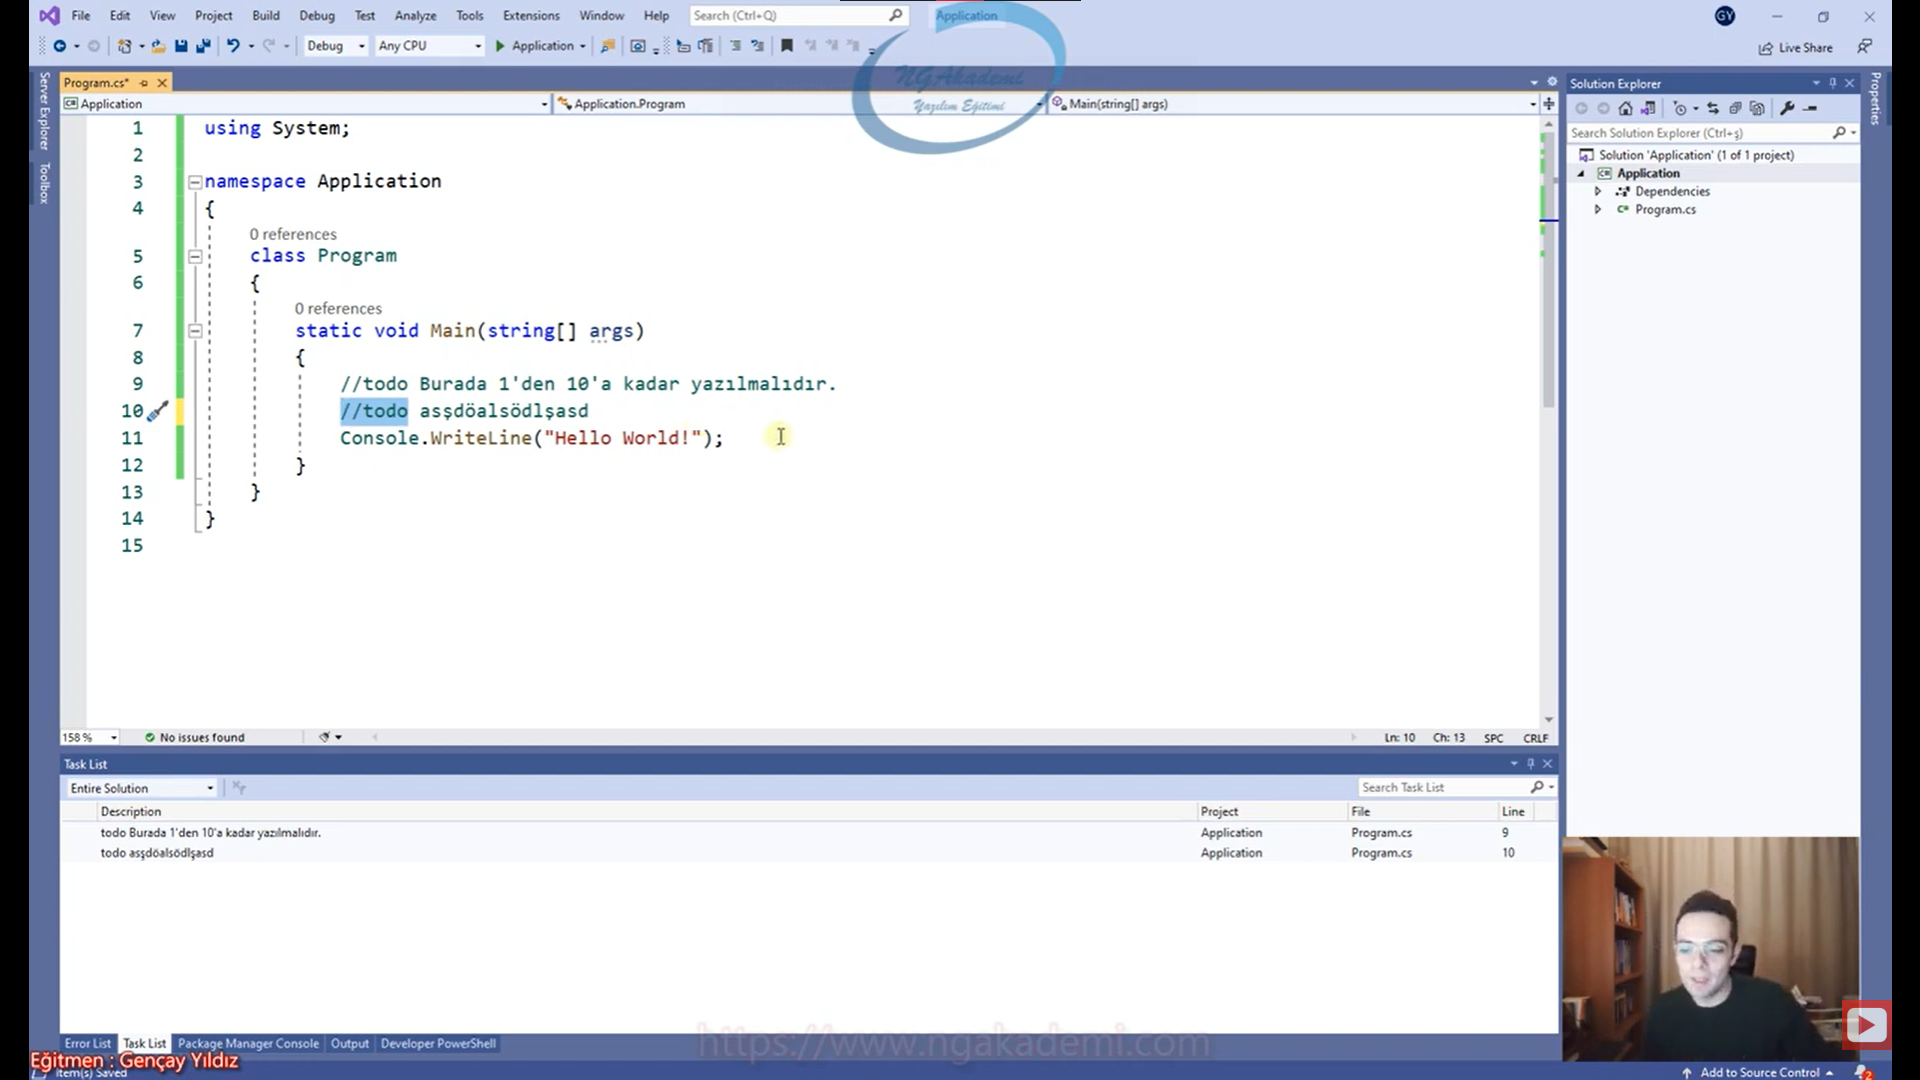 File Edit View Project Build Debug Test Analyze Tools Extensions Window Help Search (Ctrl+Q) Application GY
Debug Any CPU Application Live Share
Program.cs*
Application Application.Program Main(string[] args)
NGAkademi
Yazılım Eğitimi
Server Explorer
Toolbox
1 using System;
2
3 namespace Application
4 {
0 references
5 class Program
6 {
0 references
7 static void Main(string[] args)
8 {
9 //todo Burada 1'den 10'a kadar yazılmalıdır.
10 //todo asşdöalsödlşasd
11 Console.WriteLine("Hello World!");
12 }
13 }
14 }
15
158 % No issues found Ln: 10 Ch: 13 SPC CRLF
Solution Explorer
Search Solution Explorer (Ctrl+ş)
Solution 'Application' (1 of 1 project)
Application
Dependencies
Program.cs
Properties
Task List
Entire Solution Search Task List
Description Project File Line
todo Burada 1'den 10'a kadar yazılmalıdır. Application Program.cs 9
todo asşdöalsödlşasd Application Program.cs 10
Error List Task List Package Manager Console Output Developer PowerShell
https://www.ngakademi.com
Eğitmen : Gençay Yıldız
Item(s) Saved Add to Source Control 2